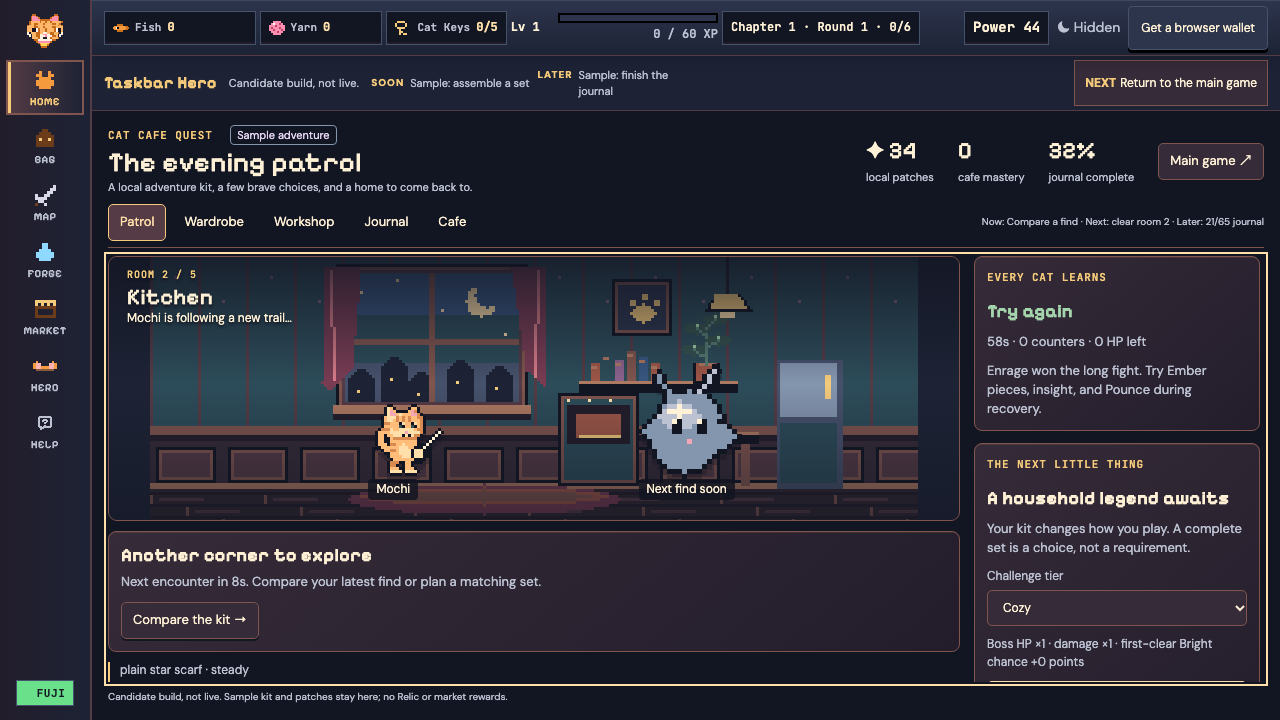 Fish 0
Yarn 0
Cat Keys 0/5
Lv 1
0 / 60 XP
Chapter 1 · Round 1 · 0/6
Power 44
Hidden
Get a browser wallet
HOME
BAG
MAP
FORGE
MARKET
HERO
HELP
FUJI
Taskbar Hero
Candidate build, not live.
SOON Sample: assemble a set
LATER Sample: finish the
journal
NEXT Return to the main game
CAT CAFE QUEST
Sample adventure
The evening patrol
A local adventure kit, a few brave choices, and a home to come back to.
34
local patches
0
cafe mastery
32%
journal complete
Main game ↗
Patrol
Wardrobe
Workshop
Journal
Cafe
Now: Compare a find · Next: clear room 2 · Later: 21/65 journal
ROOM 2 / 5
Kitchen
Mochi is following a new trail...
Mochi
Next find soon
Another corner to explore
Next encounter in 8s. Compare your latest find or plan a matching set.
Compare the kit →
plain star scarf · steady
EVERY CAT LEARNS
Try again
58s · 0 counters · 0 HP left
Enrage won the long fight. Try Ember
pieces, insight, and Pounce during
recovery.
THE NEXT LITTLE THING
A household legend awaits
Your kit changes how you play. A complete
set is a choice, not a requirement.
Challenge tier
Cozy
Boss HP ×1 · damage ×1 · first-clear Bright
chance +0 points
Candidate build, not live. Sample kit and patches stay here; no Relic or market rewards.